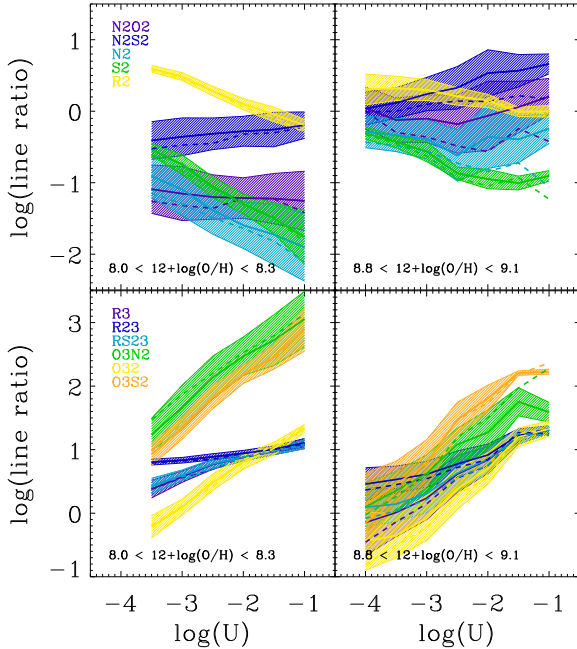 N2O2
N2S2
N2
S2
R2
1
0
−1
−2
log(line ratio)
8.0 < 12+log(O/H) < 8.3
8.8 < 12+log(O/H) < 9.1
R3
R23
RS23
O3N2
O32
O3S2
3
2
1
0
−1
log(line ratio)
8.0 < 12+log(O/H) < 8.3
8.8 < 12+log(O/H) < 9.1
−4 −3 −2 −1
−4 −3 −2 −1
log(U)
log(U)